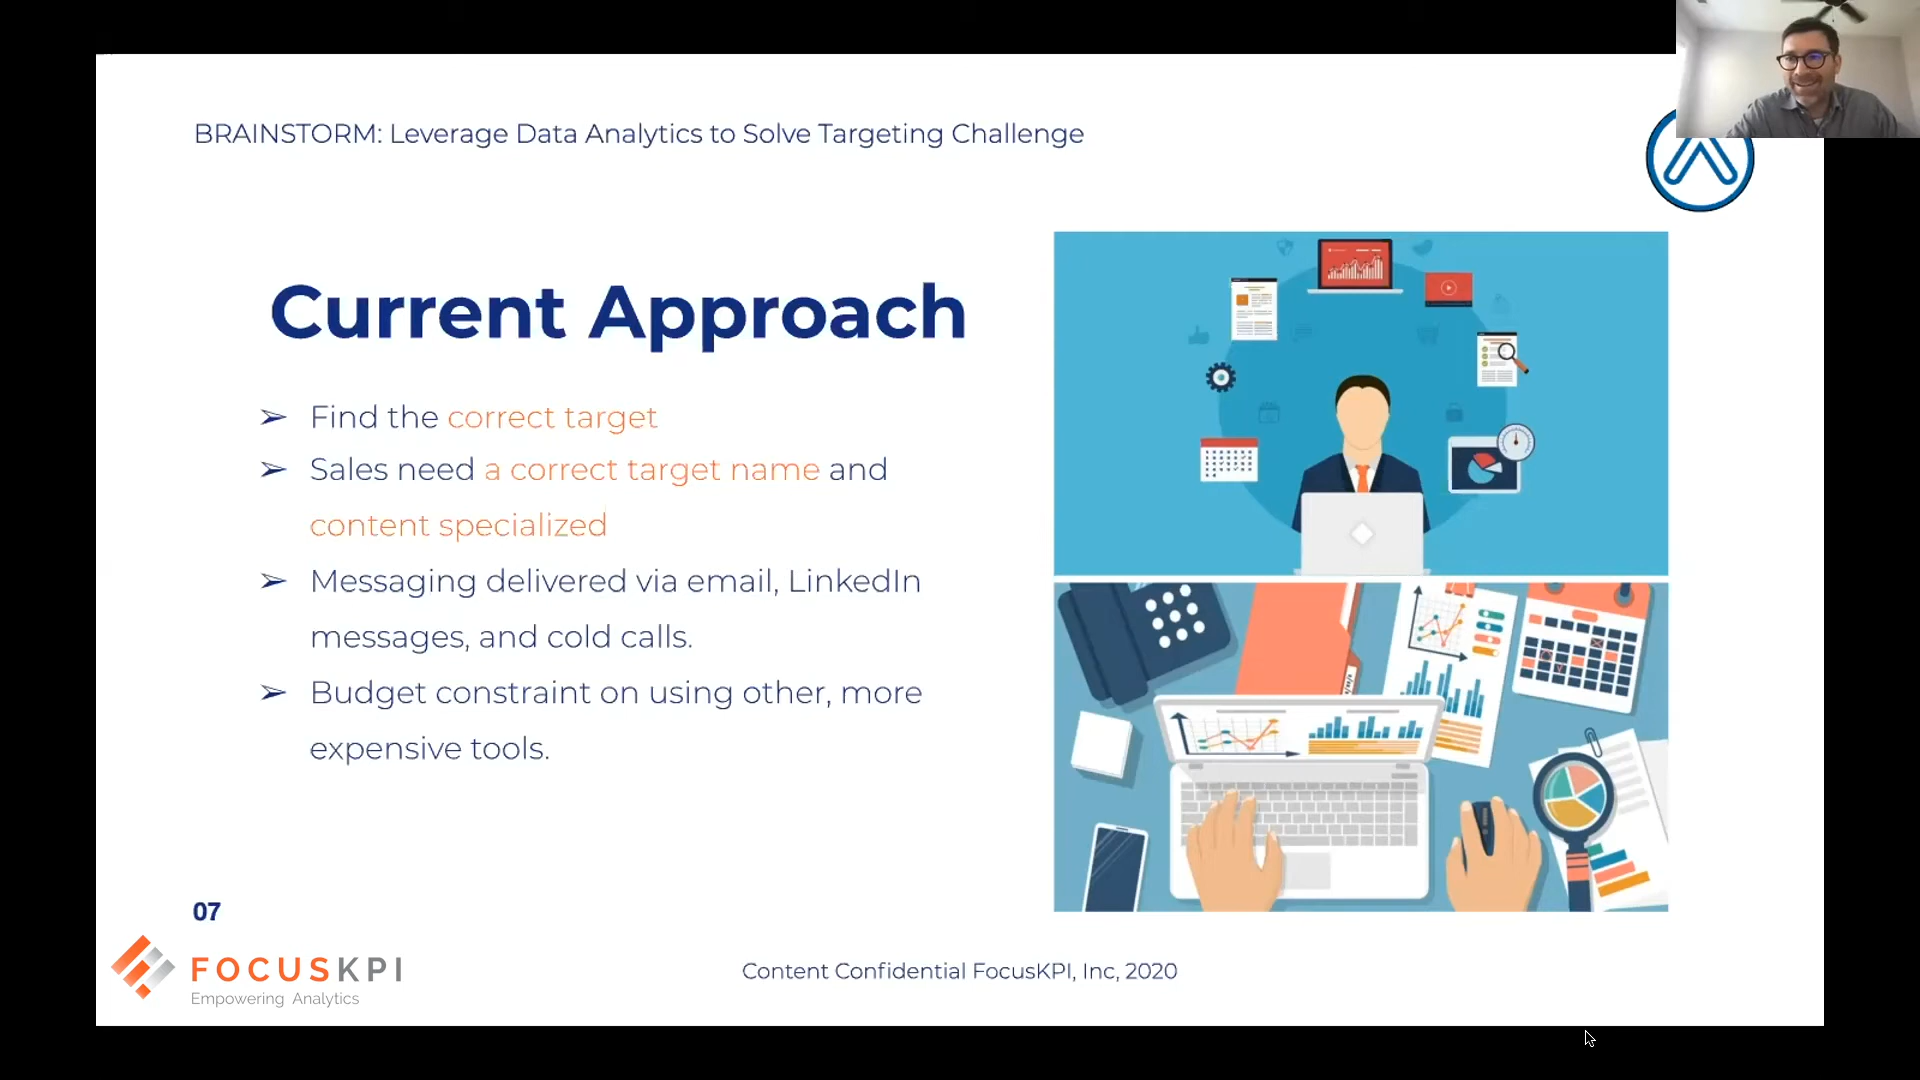 BRAINSTORM: Leverage Data Analytics to Solve Targeting Challenge
Current Approach
➢ Find the correct target
➢ Sales need a correct target name and
content specialized
➢ Messaging delivered via email, LinkedIn
messages, and cold calls.
➢ Budget constraint on using other, more
expensive tools.
07
FOCUSKPI
Empowering Analytics
Content Confidential FocusKPI, Inc, 2020